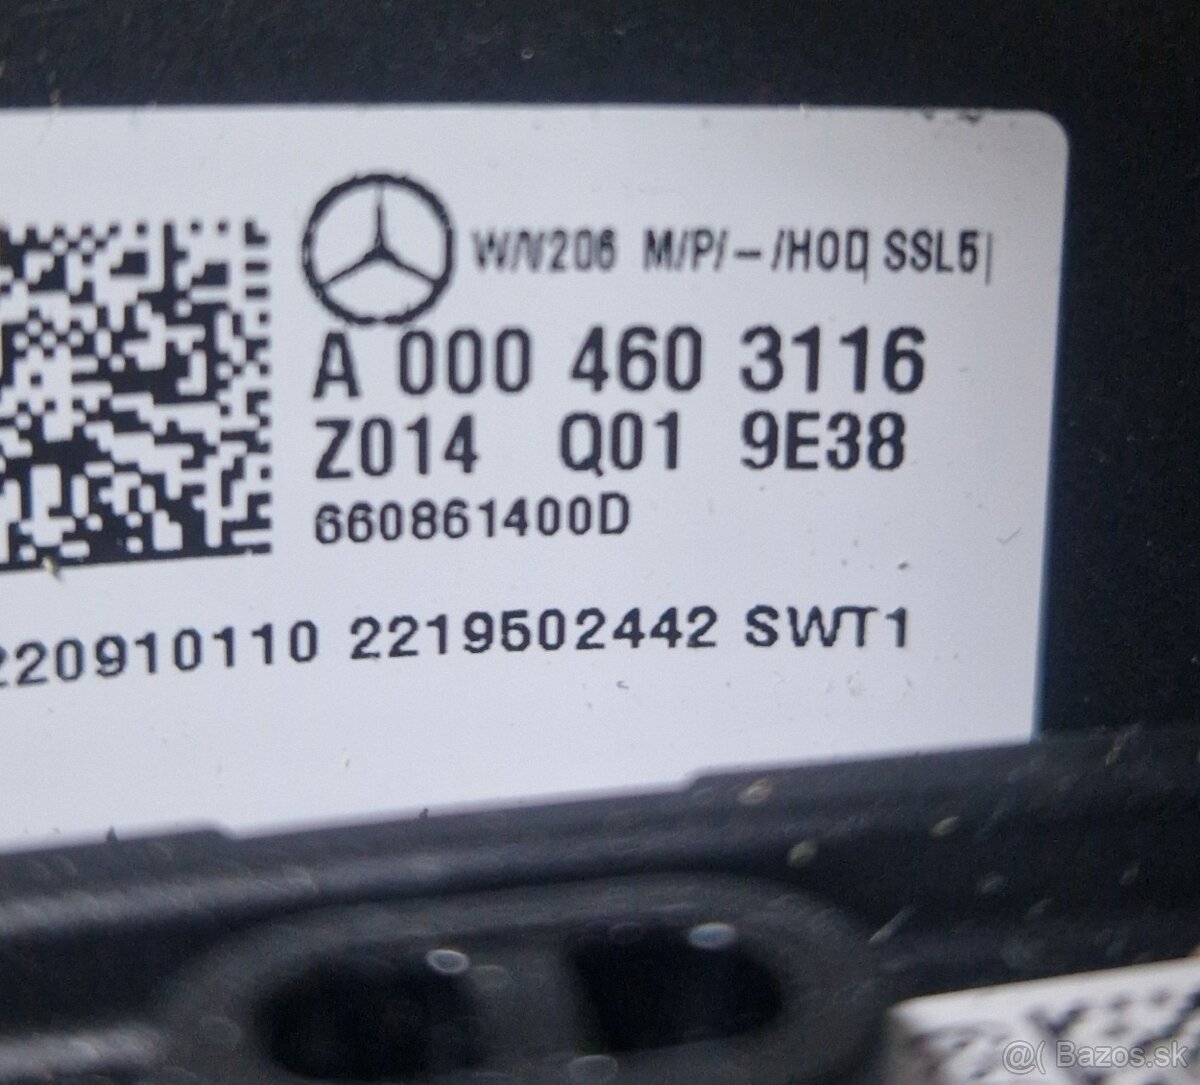 W/V206 M/P/-/HOD SSL5
A 000 460 3116
Z014 Q01 9E38
660861400D
220910110 2219502442 SWT1
@( Bazos.sk